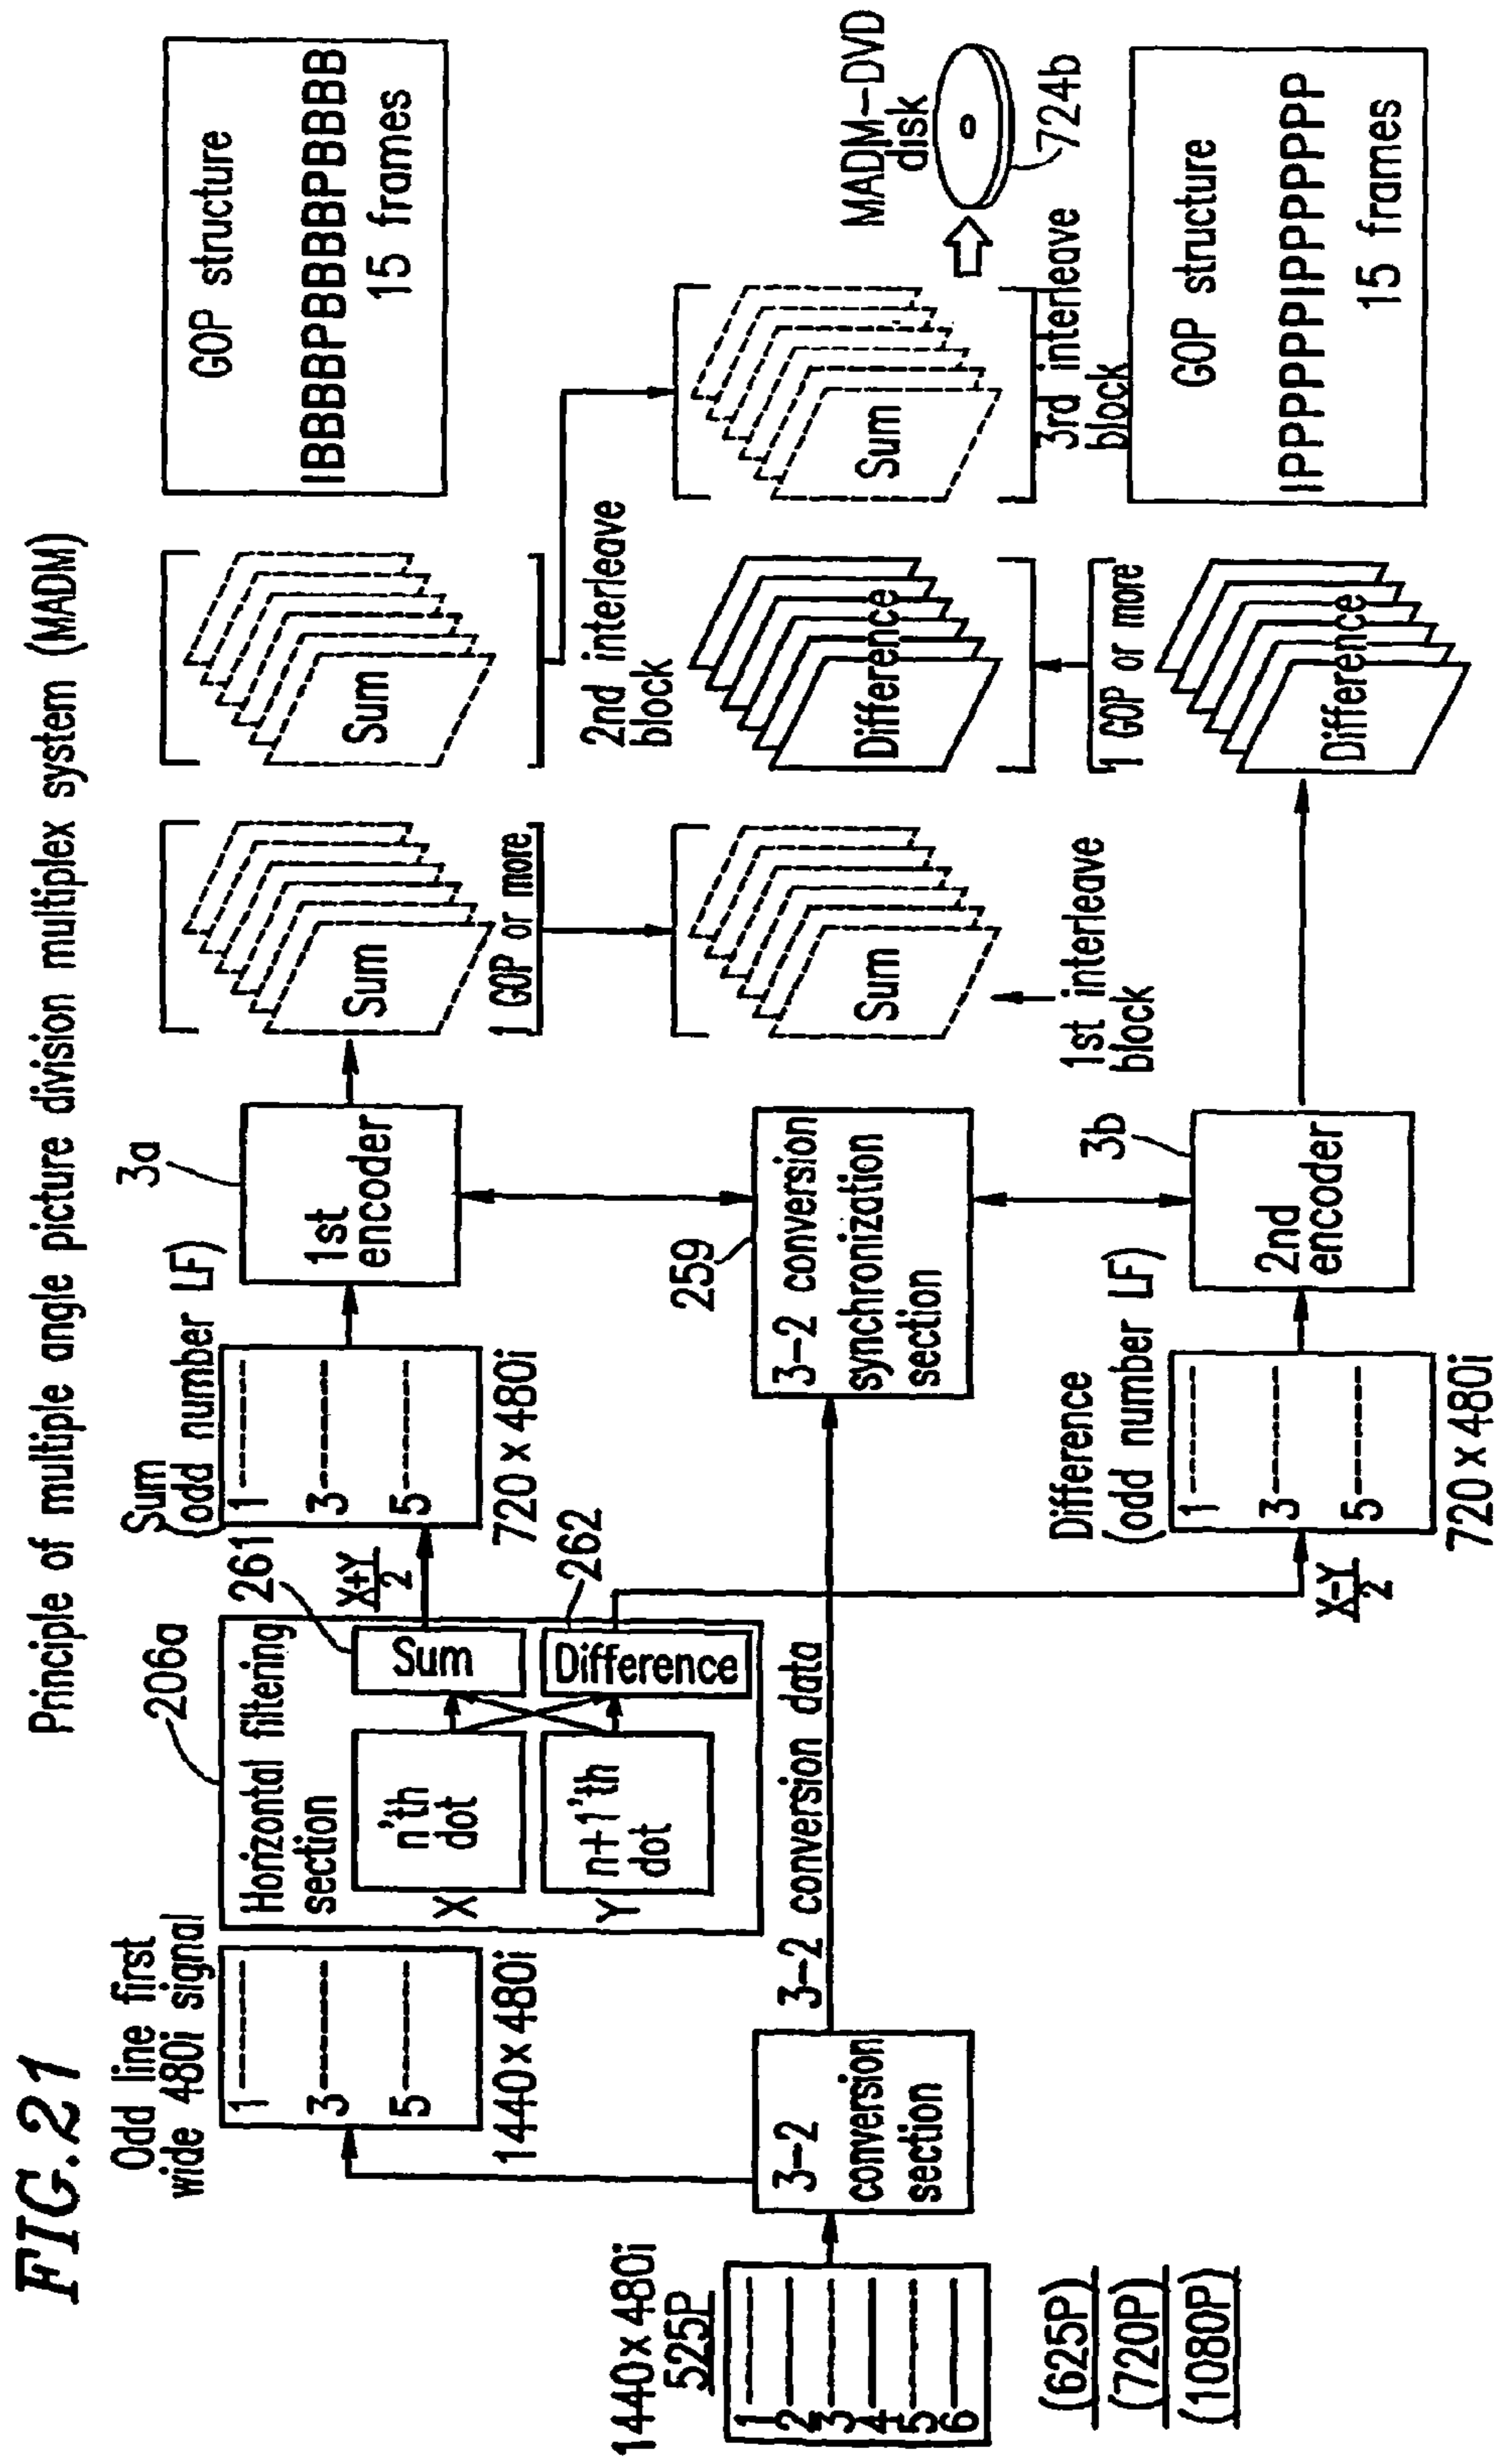 FIG.21
Principle of multiple angle picture division multiplex system (MADM)
1440x480i
525P
1
2
3
4
5
6
(625P)
(720P)
(1080P)
3-2
conversion
section
Odd line first
wide 480i signal
1
3
5
1440x480i
206a
Horizontal filtering
section
X
n'th
dot
Y
n+1'th
dot
Sum
261
Difference
262
3-2 conversion data
X+Y
2
Sum
(odd number LF)
1
3
5
720x480i
X-Y
2
Difference
(odd number LF)
1
3
5
720x480i
3a
1st
encoder
259
3-2 conversion
synchronization
section
3b
2nd
encoder
Sum
1 GOP or more
Sum
1st interleave
block
Sum
2nd interleave
block
Difference
1 GOP or more
Difference
Sum
3rd interleave
block
GOP structure
IBBBBPBBBBPBBBB
15 frames
MADM-DVD
disk
724b
GOP structure
IPPPPPPIPPPPPPP
15 frames